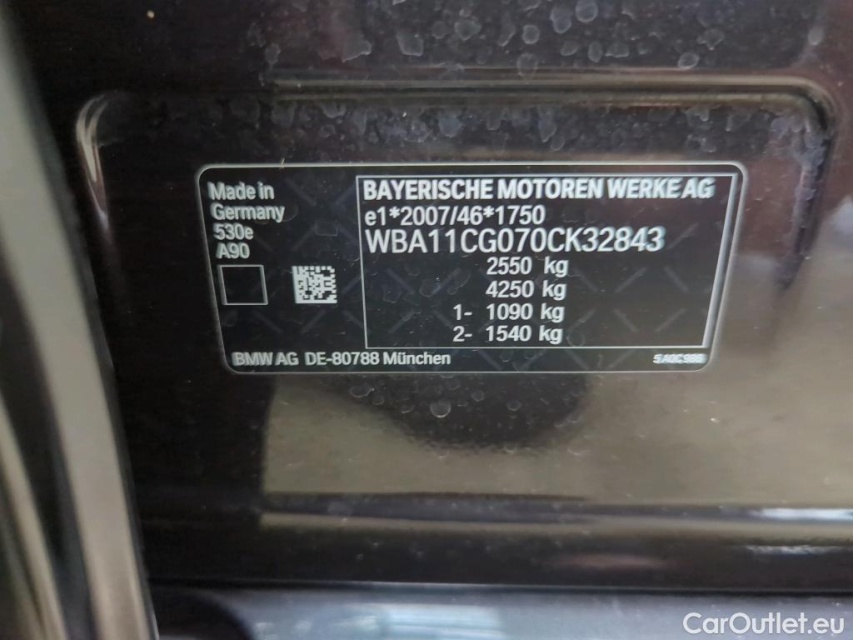 Made in
Germany
530e
A90
BAYERISCHE MOTOREN WERKE AG
e1*2007/46*1750
WBA11CG070CK32843
2550 kg
4250 kg
1- 1090 kg
2- 1540 kg
BMW AG DE-80788 München
CarOutlet.eu